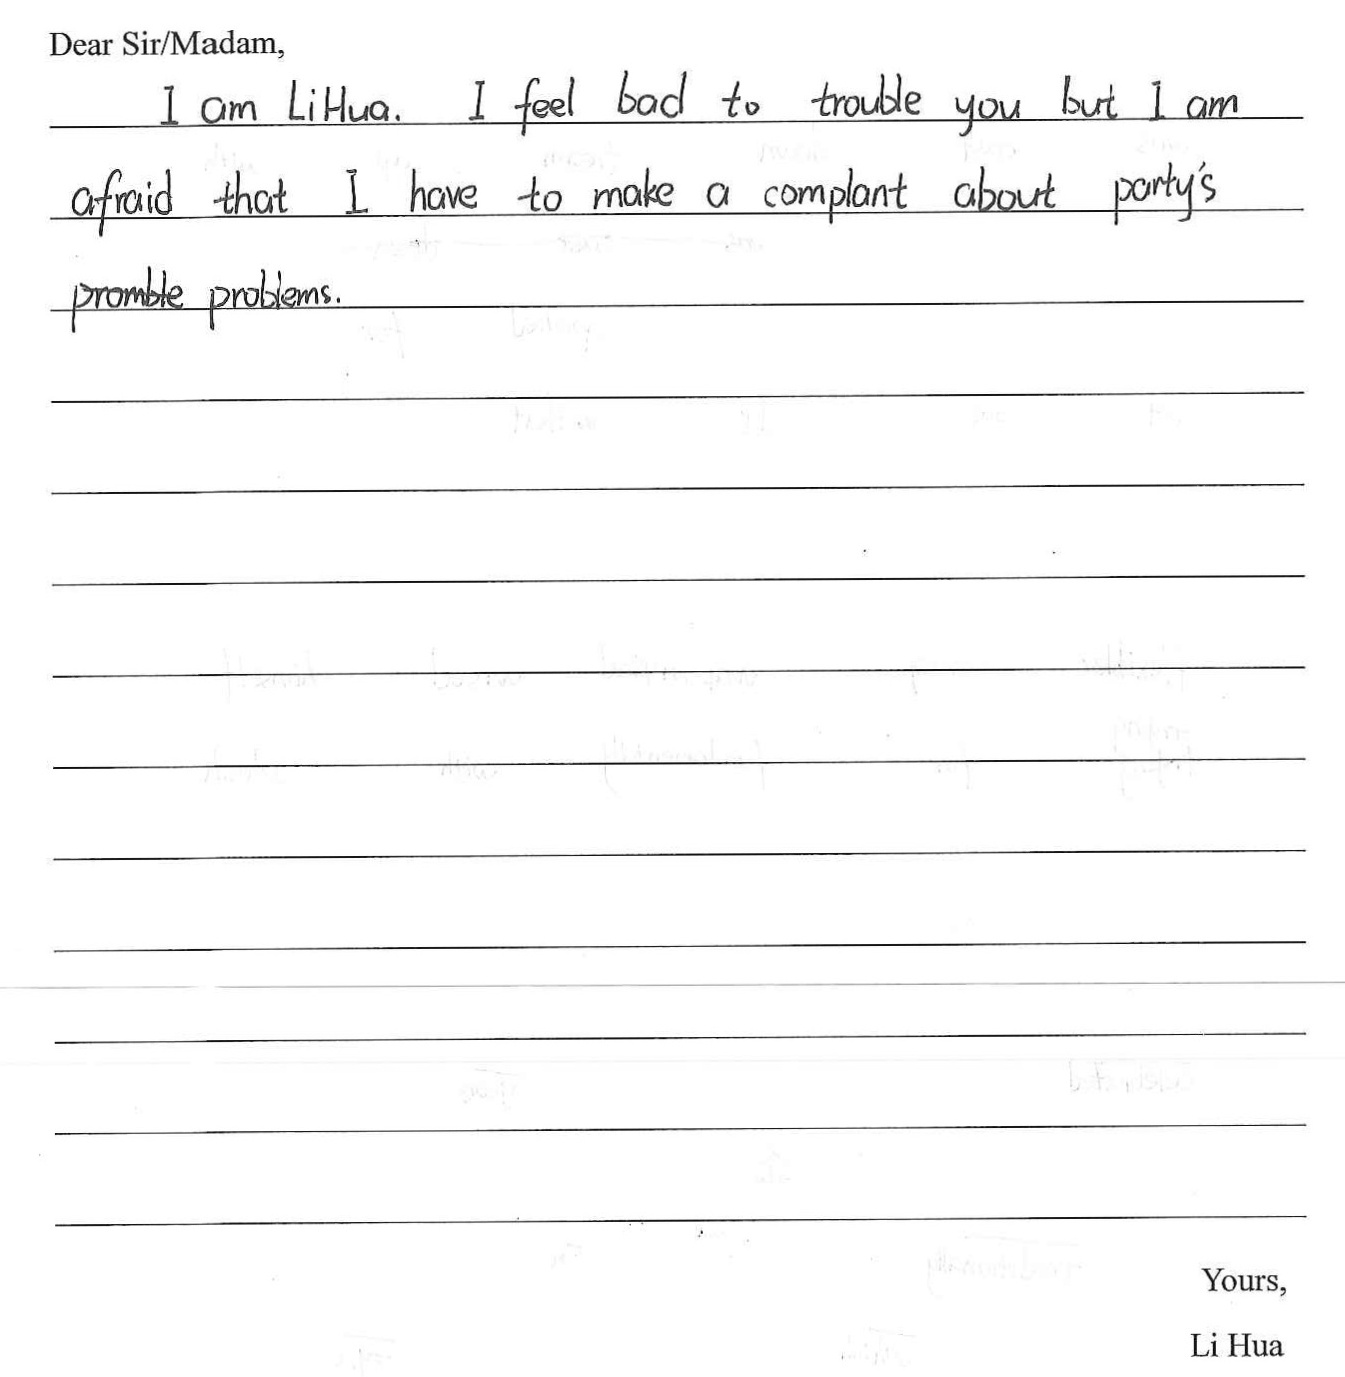 Dear Sir/Madam,
I am LiHua. I feel bad to trouble you but I am
afraid that I have to make a complant about party's
promble problems.
Yours,
Li Hua